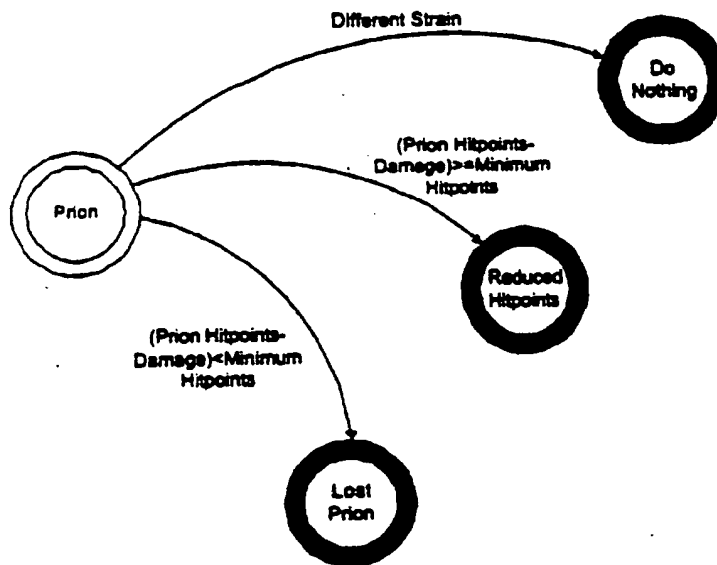 Different Strain
Do
Nothing
(Prion Hitpoints-
Damage)>=Minimum
Hitpoints
Prion
Reduced
Hitpoints
(Prion Hitpoints-
Damage)<Minimum
Hitpoints
Lost
Prion